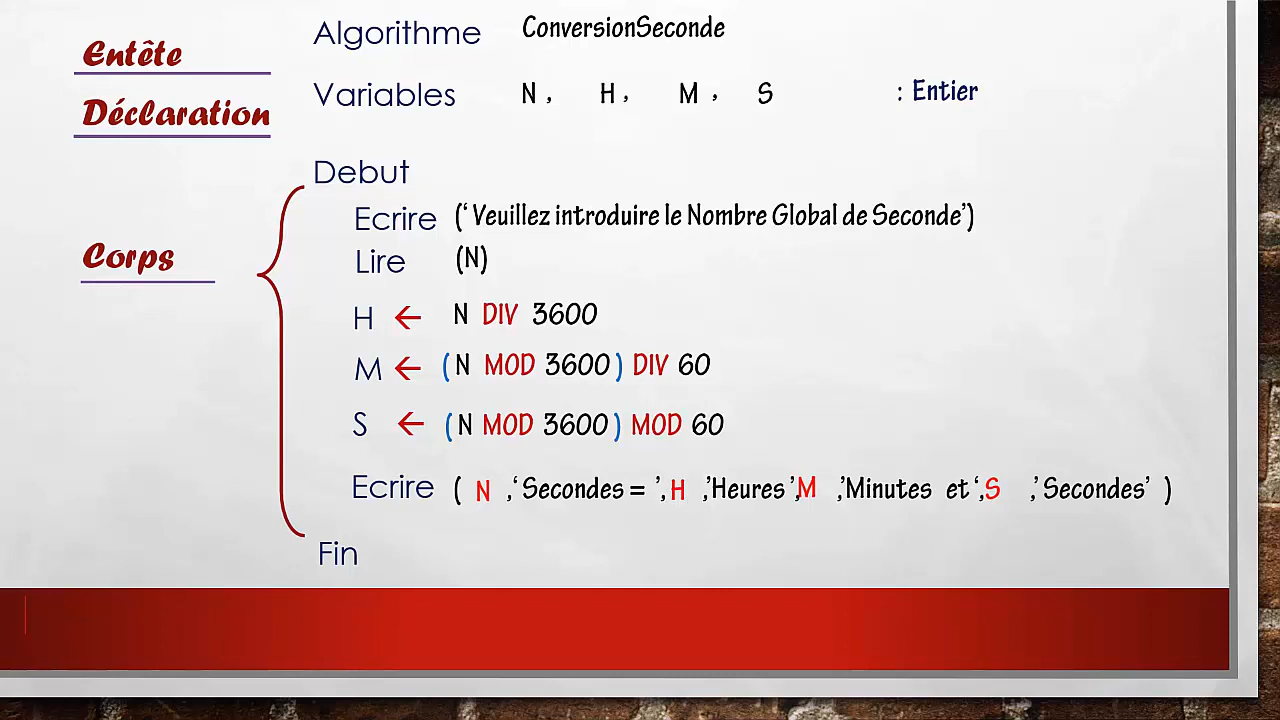 Entête
Algorithme ConversionSeconde
Déclaration
Variables N , H , M , S : Entier
Debut
Corps
Ecrire (‘ Veuillez introduire le Nombre Global de Seconde’)
Lire (N)
H ← N DIV 3600
M ← ( N MOD 3600 ) DIV 60
S ← ( N MOD 3600 ) MOD 60
Ecrire ( N ,‘ Secondes = ’, H ,’Heures ’, M ,’Minutes et ‘, S ,’ Secondes’ )
Fin